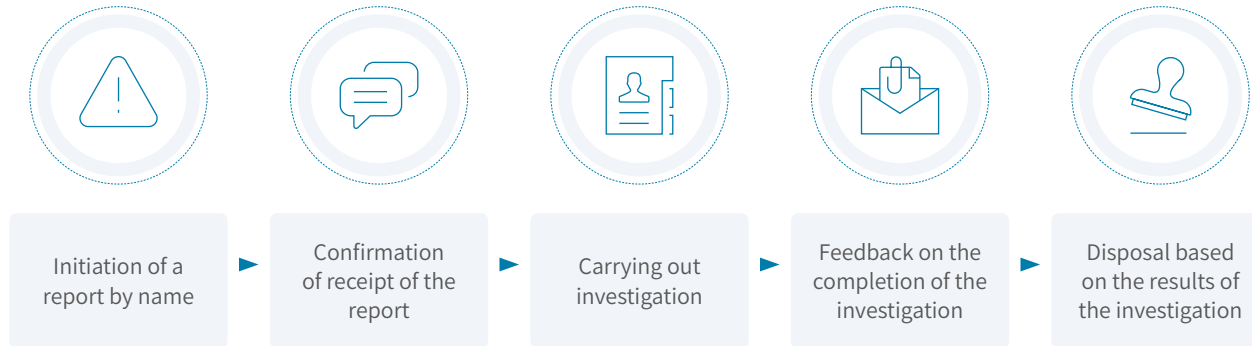 Initiation of a
report by name
Confirmation
of receipt of the
report
Carrying out
investigation
Feedback on the
completion of the
investigation
Disposal based
on the results of
the investigation